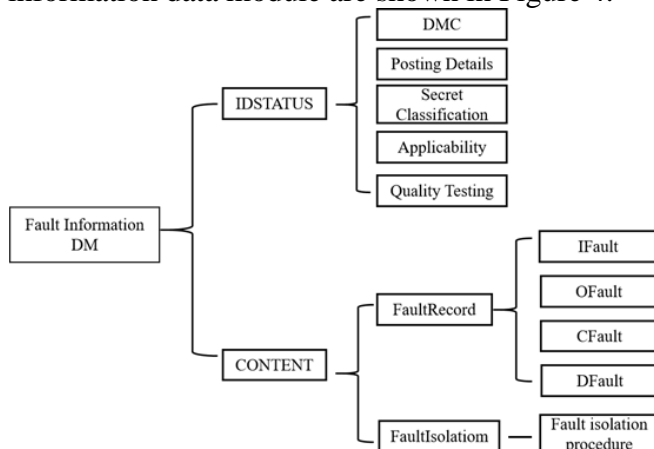 information data module are shown in Figure 4.
DMC
Posting Details
IDSTATUS
Secret
Classification
Applicability
Quality Testing
Fault Information
DM
IFault
OFault
FaultRecord
CFault
CONTENT
DFault
FaultIsolatiom
Fault isolation
procedure